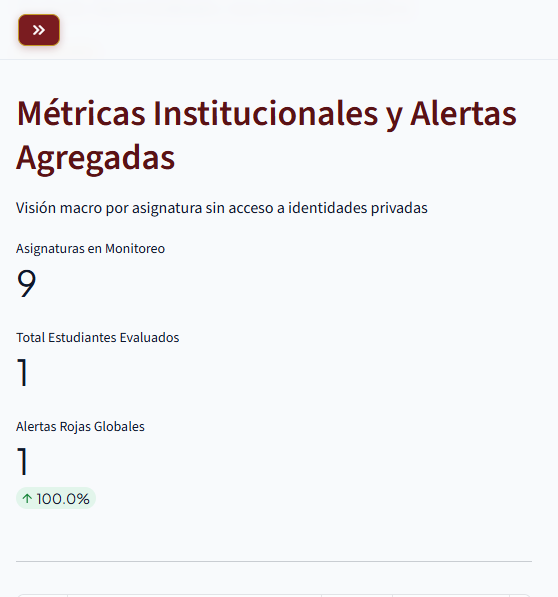 Métricas Institucionales y Alertas
Agregadas
Visión macro por asignatura sin acceso a identidades privadas
Asignaturas en Monitoreo
9
Total Estudiantes Evaluados
1
Alertas Rojas Globales
1
↑ 100.0%